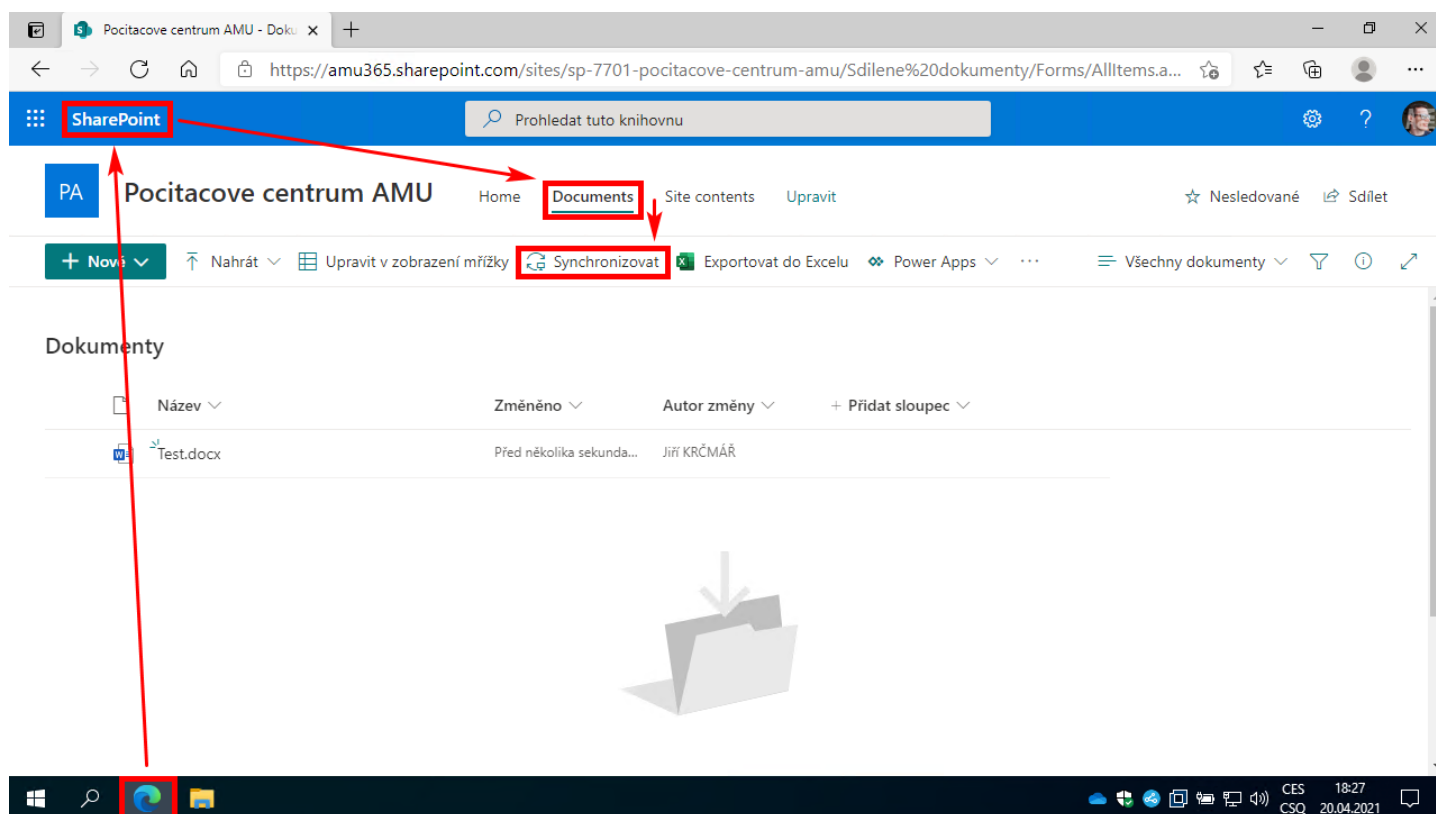 Pocitacove centrum AMU - Doku
https://amu365.sharepoint.com/sites/sp-7701-pocitacove-centrum-amu/Sdilene%20dokumenty/Forms/AllItems.a...
SharePoint
Prohledat tuto knihovnu
PA
Pocitacove centrum AMU
Home
Documents
Site contents
Upravit
Nesledované
Sdílet
Nové
Nahrát
Upravit v zobrazení mřížky
Synchronizovat
Exportovat do Excelu
Power Apps
Všechny dokumenty
Dokumenty
Název
Změněno
Autor změny
+ Přidat sloupec
Test.docx
Před několika sekunda...
Jiří KRČMÁŘ
CES
18:27
CSQ
20.04.2021